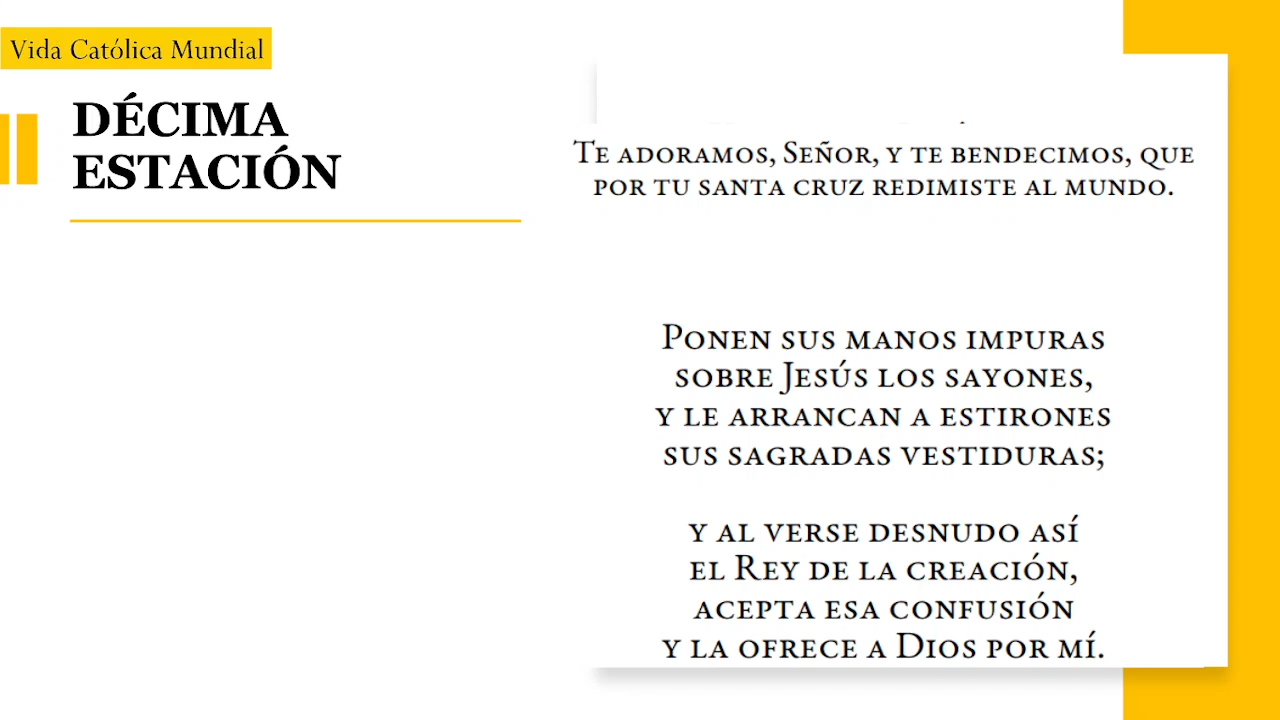 Vida Católica Mundial
DÉCIMA
ESTACIÓN
Te adoramos, Señor, y te bendecimos, que
por tu santa cruz redimiste al mundo.
Ponen sus manos impuras
sobre Jesús los sayones,
y le arrancan a estirones
sus sagradas vestiduras;
y al verse desnudo así
el Rey de la creación,
acepta esa confusión
y la ofrece a Dios por mí.